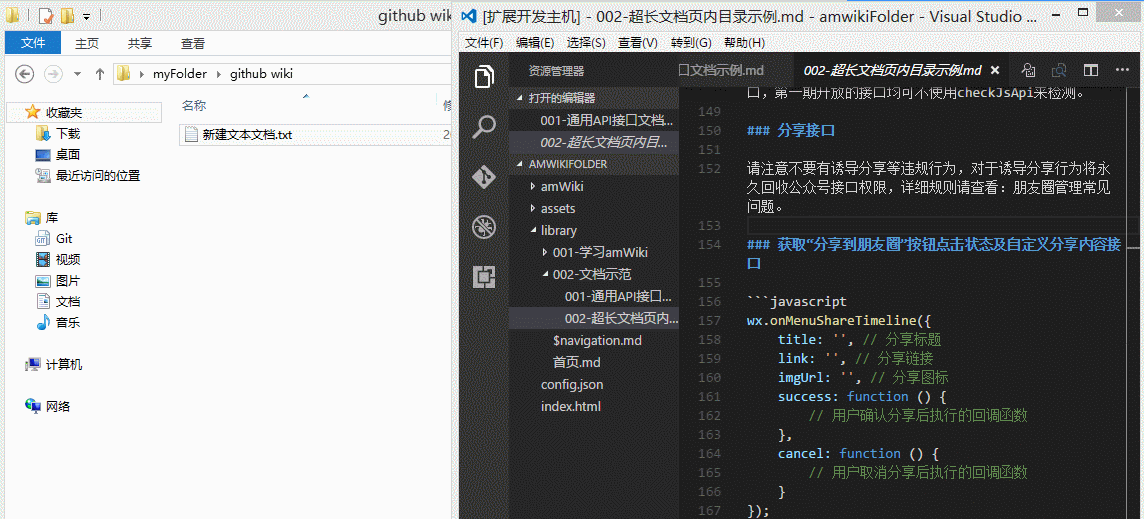 github wik
文件
主页
共享
查看
myFolder
github wiki
收藏夹
下载
桌面
最近访问的位置
库
Git
视频
图片
文档
音乐
计算机
网络
名称
修
新建文本文档.txt
20
[扩展开发主机] - 002-超长文档页内目录示例.md - amwikiFolder - Visual Studio ...
文件(F) 编辑(E) 选择(S) 查看(V) 转到(G) 帮助(H)
资源管理器
打开的编辑器
001-通用API接口文档...
002-超长文档页内目...
AMWIKIFOLDER
amWiki
assets
library
001-学习amWiki
002-文档示范
001-通用API接口...
002-超长文档页内...
$navigation.md
首页.md
config.json
index.html
口文档示例.md
002-超长文档页内目录示例.md
口，第一期开放的接口均可不使用checkJsApi来检测。
149
150 ### 分享接口
151
152 请注意不要有诱导分享等违规行为，对于诱导分享行为将永
久回收公众号接口权限，详细规则请查看：朋友圈管理常见
问题。
153
154 ### 获取“分享到朋友圈”按钮点击状态及自定义分享内容接
口
155
156 ```javascript
157 wx.onMenuShareTimeline({
158 title: '', // 分享标题
159 link: '', // 分享链接
160 imgUrl: '', // 分享图标
161 success: function () {
162 // 用户确认分享后执行的回调函数
163 },
164 cancel: function () {
165 // 用户取消分享后执行的回调函数
166 }
167 });